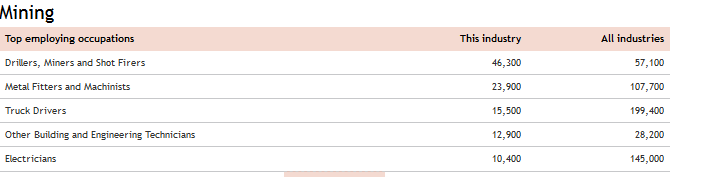 Mining
Top employing occupations This industry All industries
Drillers, Miners and Shot Firers 46,300 57,100
Metal Fitters and Machinists 23,900 107,700
Truck Drivers 15,500 199,400
Other Building and Engineering Technicians 12,900 28,200
Electricians 10,400 145,000